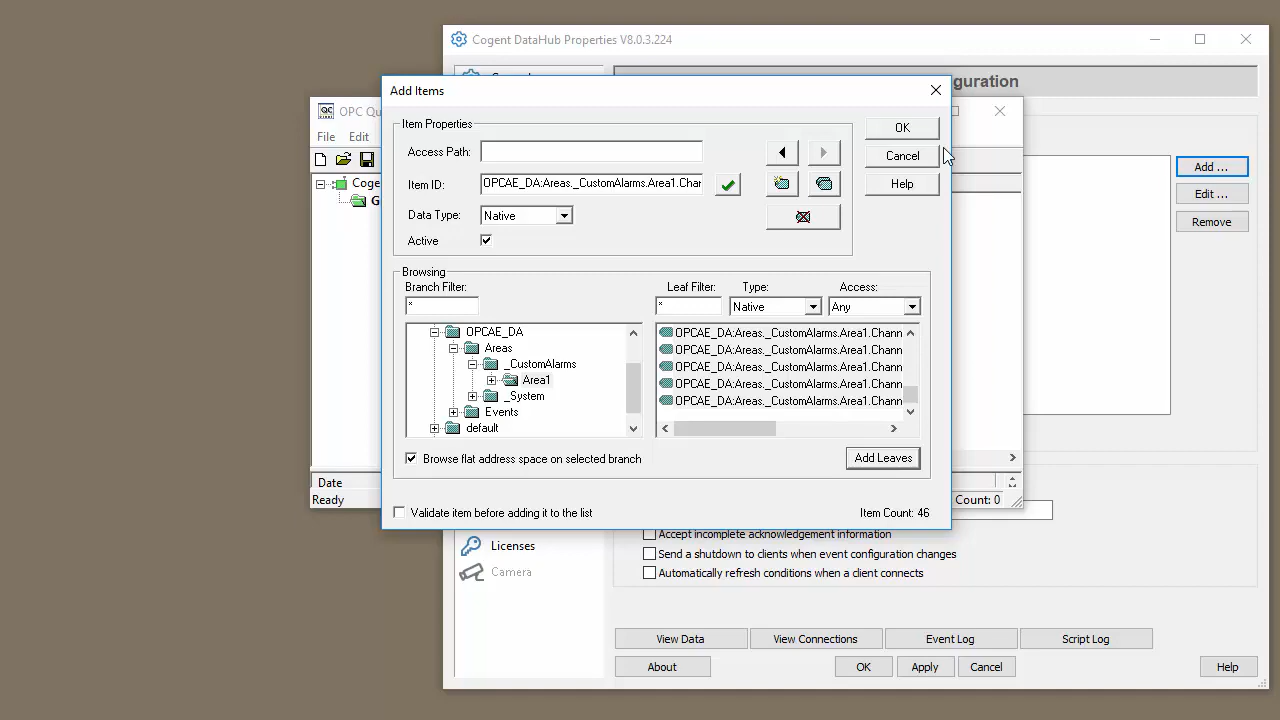 Cogent DataHub Properties V8.0.3.224
Add Items
OPC Qu
File Edit
Item Properties
Access Path:
Item ID: OPCAE_DA:Areas._CustomAlarms.Area1.Char
Data Type: Native
Active
OK
Cancel
Help
Add ...
Edit ...
Remove
Coge
G
Browsing
Branch Filter:
*
Leaf Filter: Type: Access:
* Native Any
OPCAE_DA
Areas
_CustomAlarms
Area1
_System
Events
default
OPCAE_DA:Areas._CustomAlarms.Area1.Chann
OPCAE_DA:Areas._CustomAlarms.Area1.Chann
OPCAE_DA:Areas._CustomAlarms.Area1.Chann
OPCAE_DA:Areas._CustomAlarms.Area1.Chann
OPCAE_DA:Areas._CustomAlarms.Area1.Chann
Browse flat address space on selected branch
Add Leaves
Validate item before adding it to the list
Item Count: 46
Date
Ready
Count: 0
Accept incomplete acknowledgement information
Send a shutdown to clients when event configuration changes
Automatically refresh conditions when a client connects
Licenses
Camera
View Data View Connections Event Log Script Log
About OK Apply Cancel Help